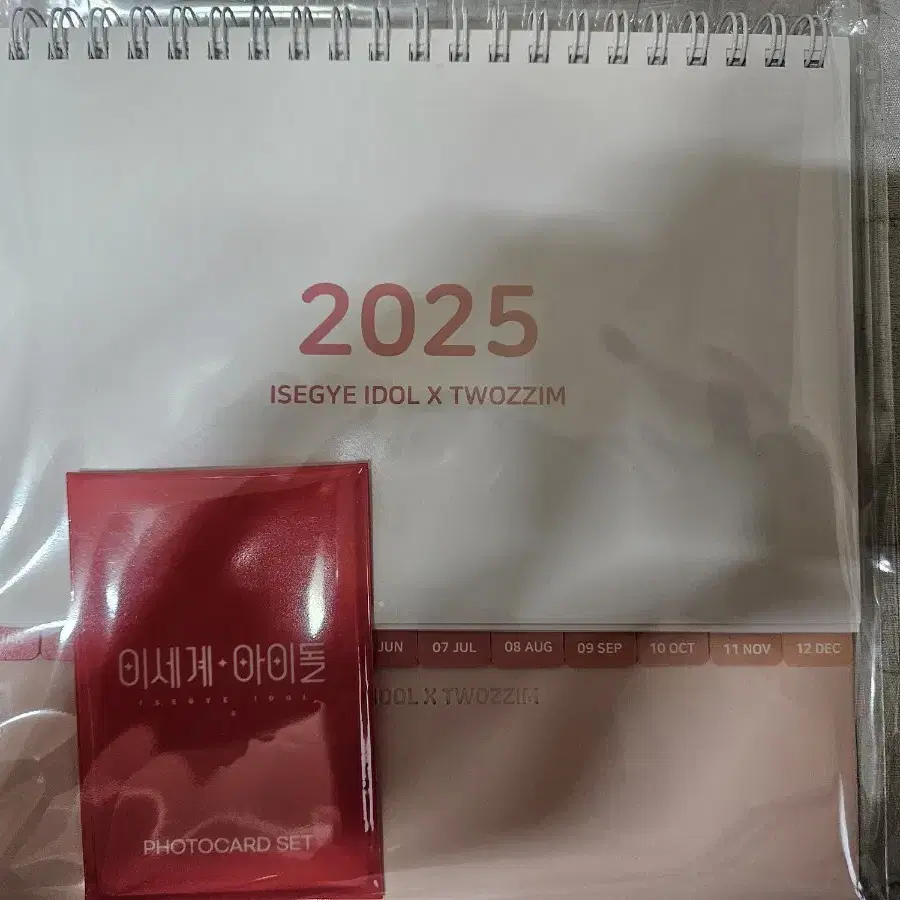 2025
ISEGYE IDOL X TWOZZIM
JUN
07 JUL
08 AUG
09 SEP
10 OCT
11 NOV
12 DEC
IDOL X TWOZZIM
이세계·아이돌
ISEGYE IDOL
PHOTOCARD SET